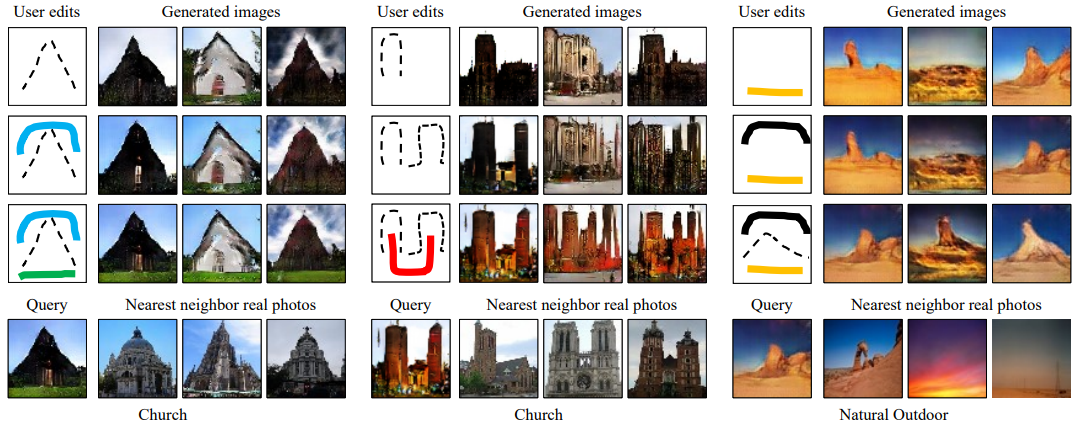 User edits Generated images User edits Generated images User edits Generated images
Query Nearest neighbor real photos Query Nearest neighbor real photos Query Nearest neighbor real photos
Church Church Natural Outdoor